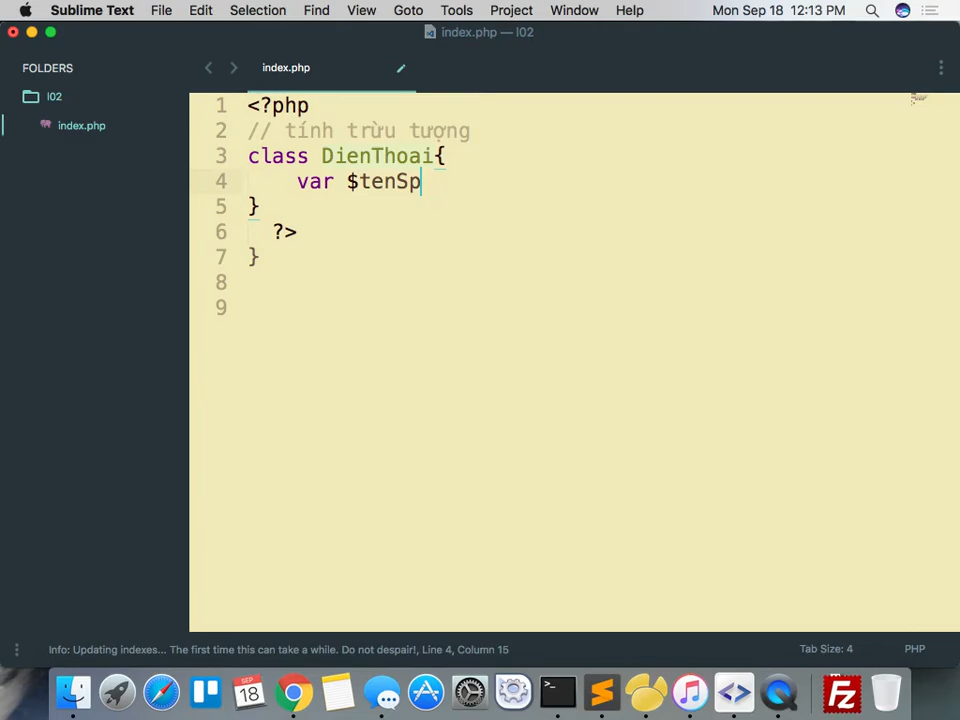 Sublime Text File Edit Selection Find View Goto Tools Project Window Help Mon Sep 18 12:13 PM
index.php — l02
FOLDERS
l02
index.php
index.php
1 <?php
2 // tính trừu tượng
3 class DienThoai{
4 var $tenSp
5 }
6 ?>
7 }
8
9
Info: Updating indexes... The first time this can take a while. Do not despair!, Line 4, Column 15
Tab Size: 4
PHP
SEP
18
>_
Fz